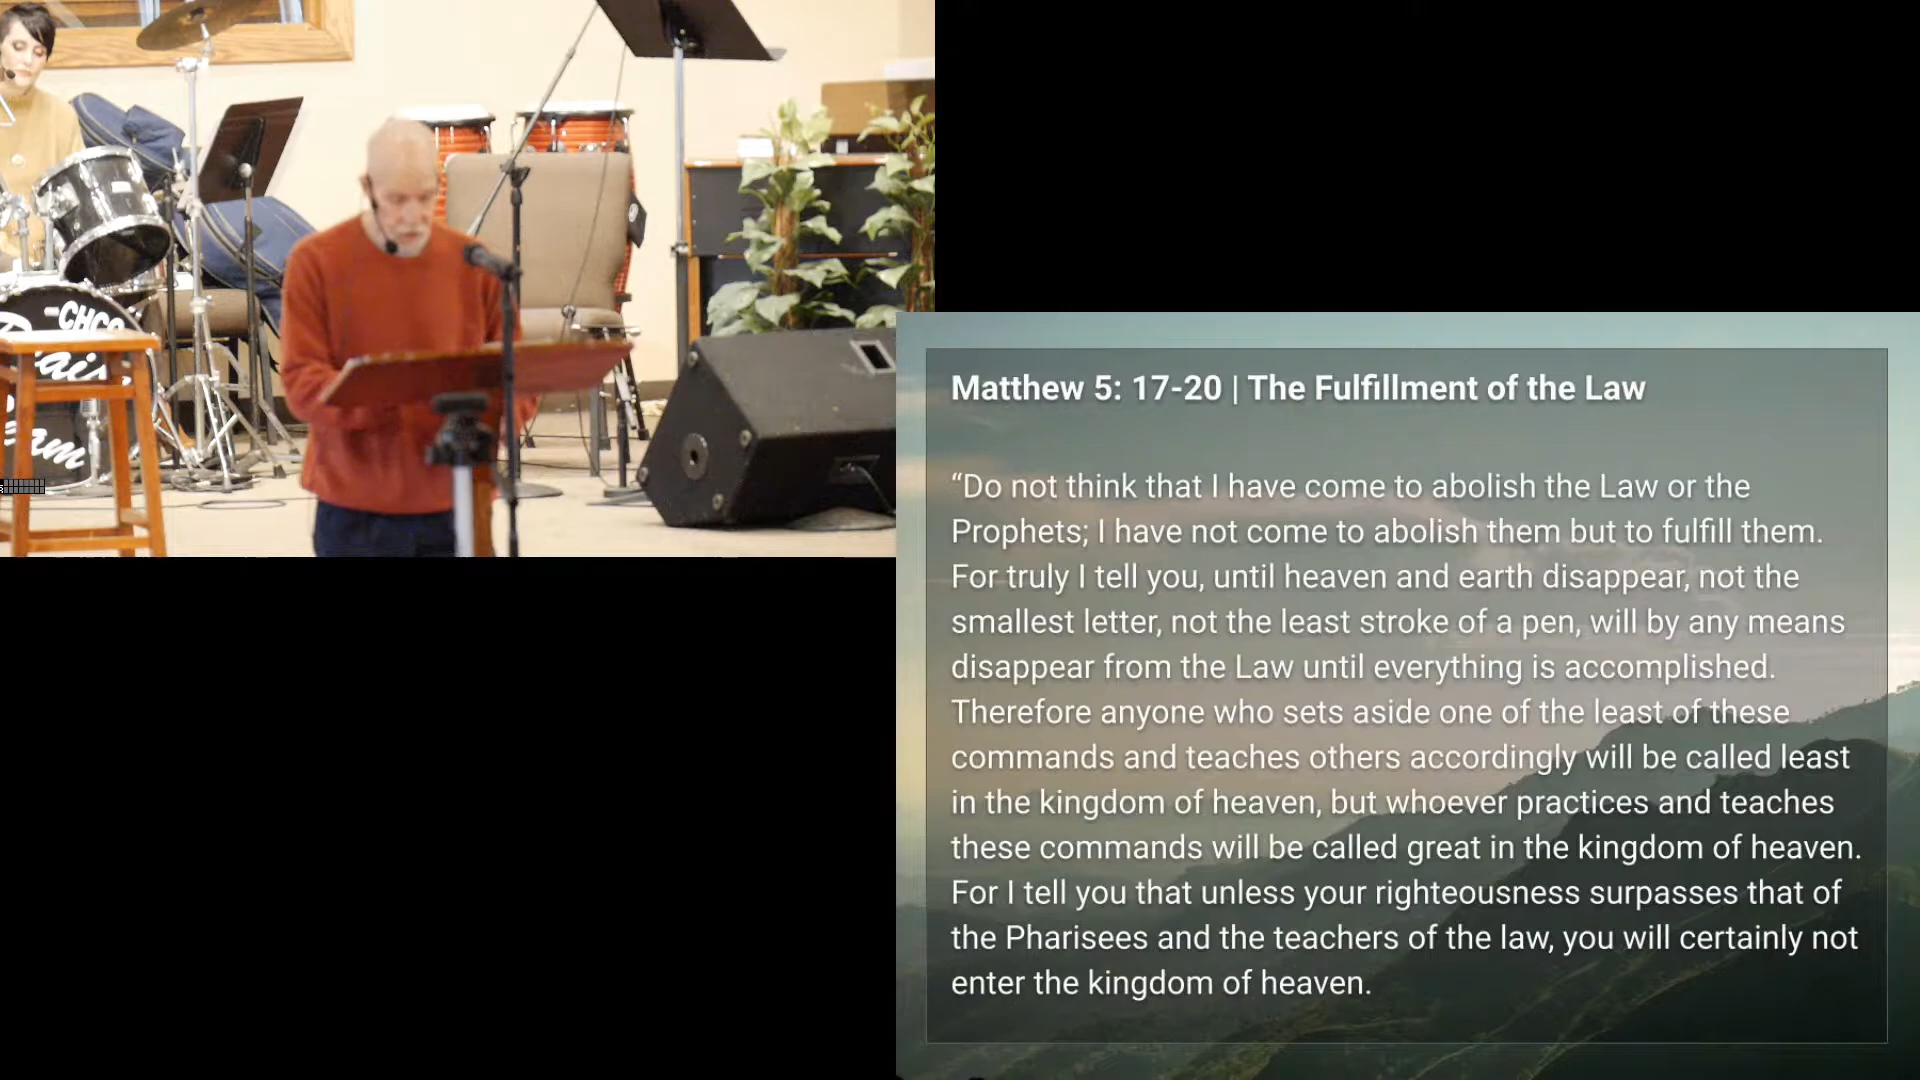 -CHCC-
Praise
Team
Matthew 5: 17-20 | The Fulfillment of the Law
“Do not think that I have come to abolish the Law or the
Prophets; I have not come to abolish them but to fulfill them.
For truly I tell you, until heaven and earth disappear, not the
smallest letter, not the least stroke of a pen, will by any means
disappear from the Law until everything is accomplished.
Therefore anyone who sets aside one of the least of these
commands and teaches others accordingly will be called least
in the kingdom of heaven, but whoever practices and teaches
these commands will be called great in the kingdom of heaven.
For I tell you that unless your righteousness surpasses that of
the Pharisees and the teachers of the law, you will certainly not
enter the kingdom of heaven.